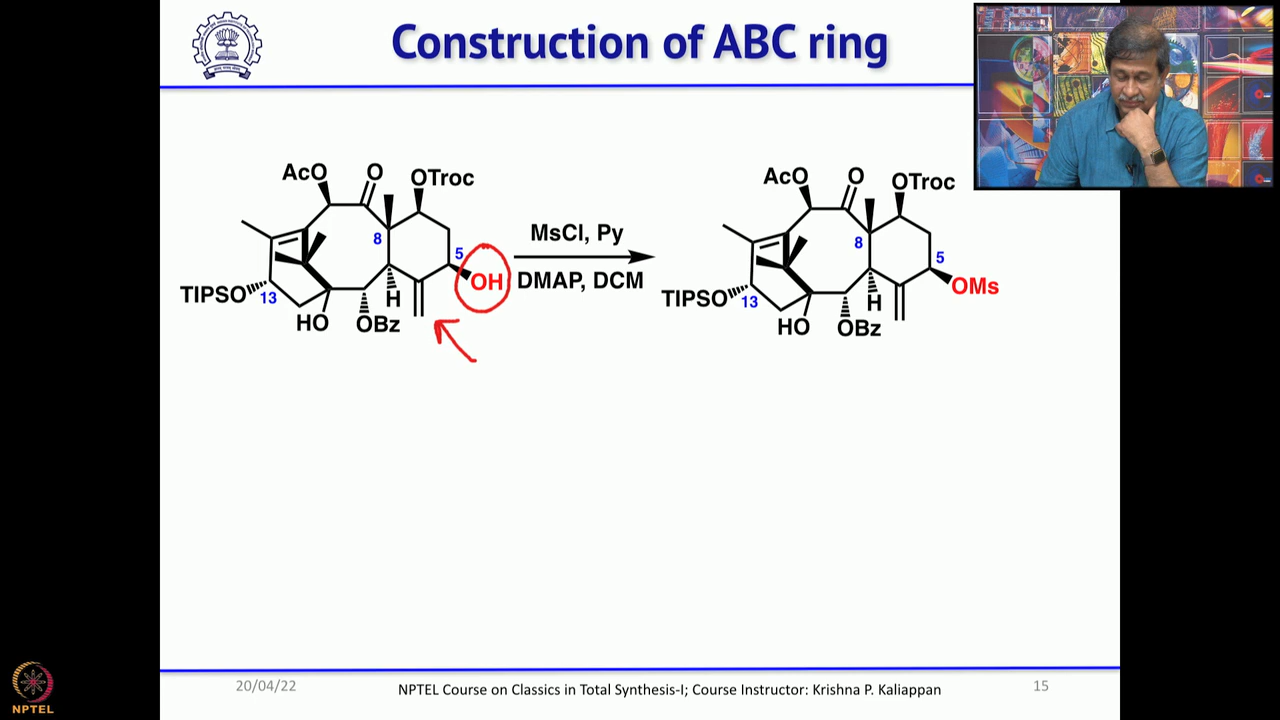 Construction of ABC ring
AcO
O
OTroc
8
5
OH
TIPSO
13
H
HO
OBz
MsCl, Py
DMAP, DCM
AcO
O
OTroc
8
5
OMs
TIPSO
13
H
HO
OBz
20/04/22
NPTEL Course on Classics in Total Synthesis-I; Course Instructor: Krishna P. Kaliappan
15
NPTEL